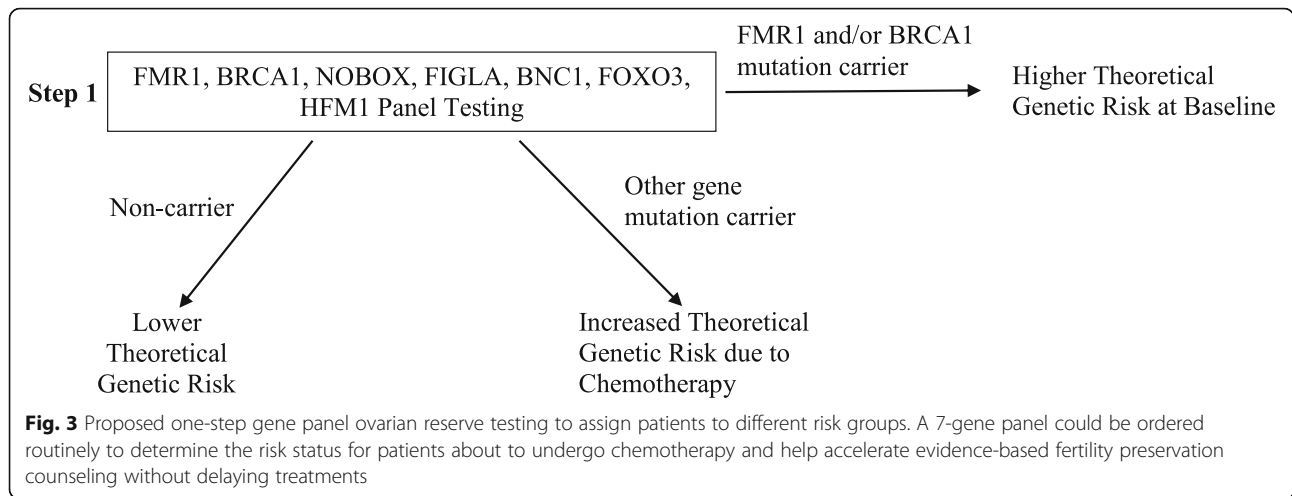 Step 1
FMR1, BRCA1, NOBOX, FIGLA, BNC1, FOXO3,
HFM1 Panel Testing
FMR1 and/or BRCA1
mutation carrier
Higher Theoretical
Genetic Risk at Baseline
Non-carrier
Other gene
mutation carrier
Lower
Theoretical
Genetic Risk
Increased Theoretical
Genetic Risk due to
Chemotherapy
Fig. 3 Proposed one-step gene panel ovarian reserve testing to assign patients to different risk groups. A 7-gene panel could be ordered
routinely to determine the risk status for patients about to undergo chemotherapy and help accelerate evidence-based fertility preservation
counseling without delaying treatments